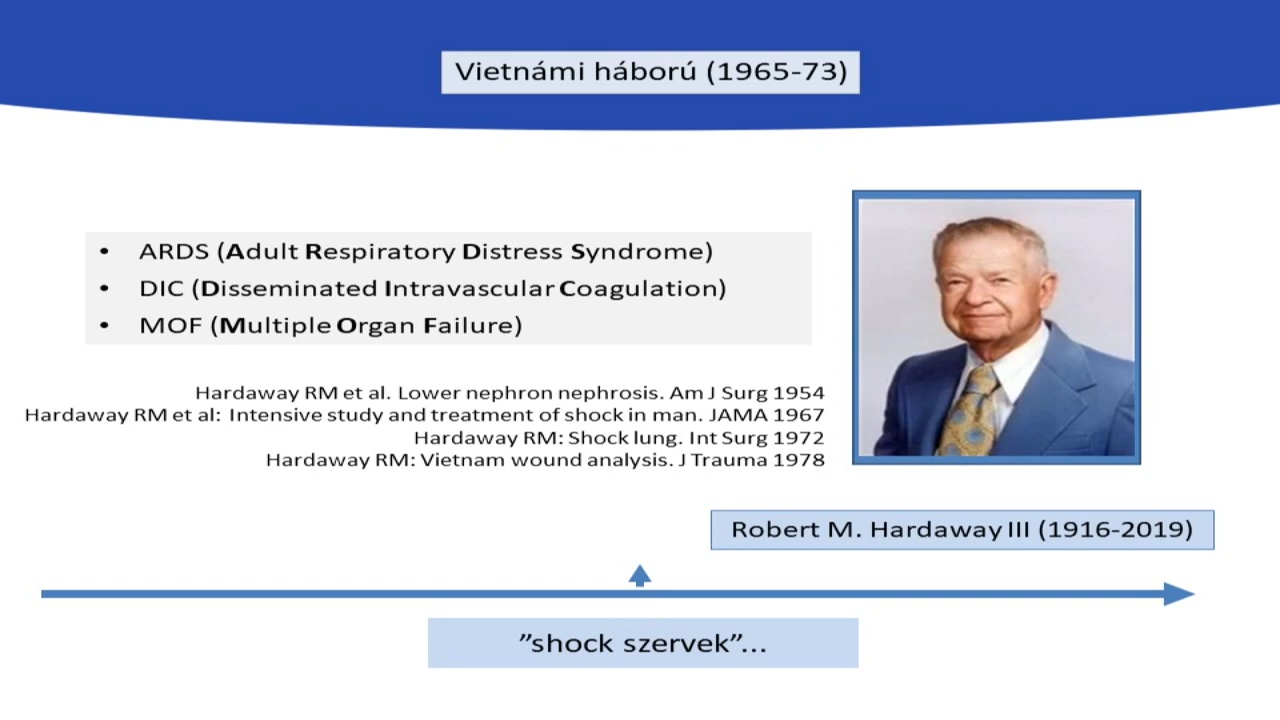 Vietnámi háború (1965-73)
• ARDS (Adult Respiratory Distress Syndrome)
• DIC (Disseminated Intravascular Coagulation)
• MOF (Multiple Organ Failure)
Hardaway RM et al. Lower nephron nephrosis. Am J Surg 1954
Hardaway RM et al: Intensive study and treatment of shock in man. JAMA 1967
Hardaway RM: Shock lung. Int Surg 1972
Hardaway RM: Vietnam wound analysis. J Trauma 1978
Robert M. Hardaway III (1916-2019)
”shock szervek”...